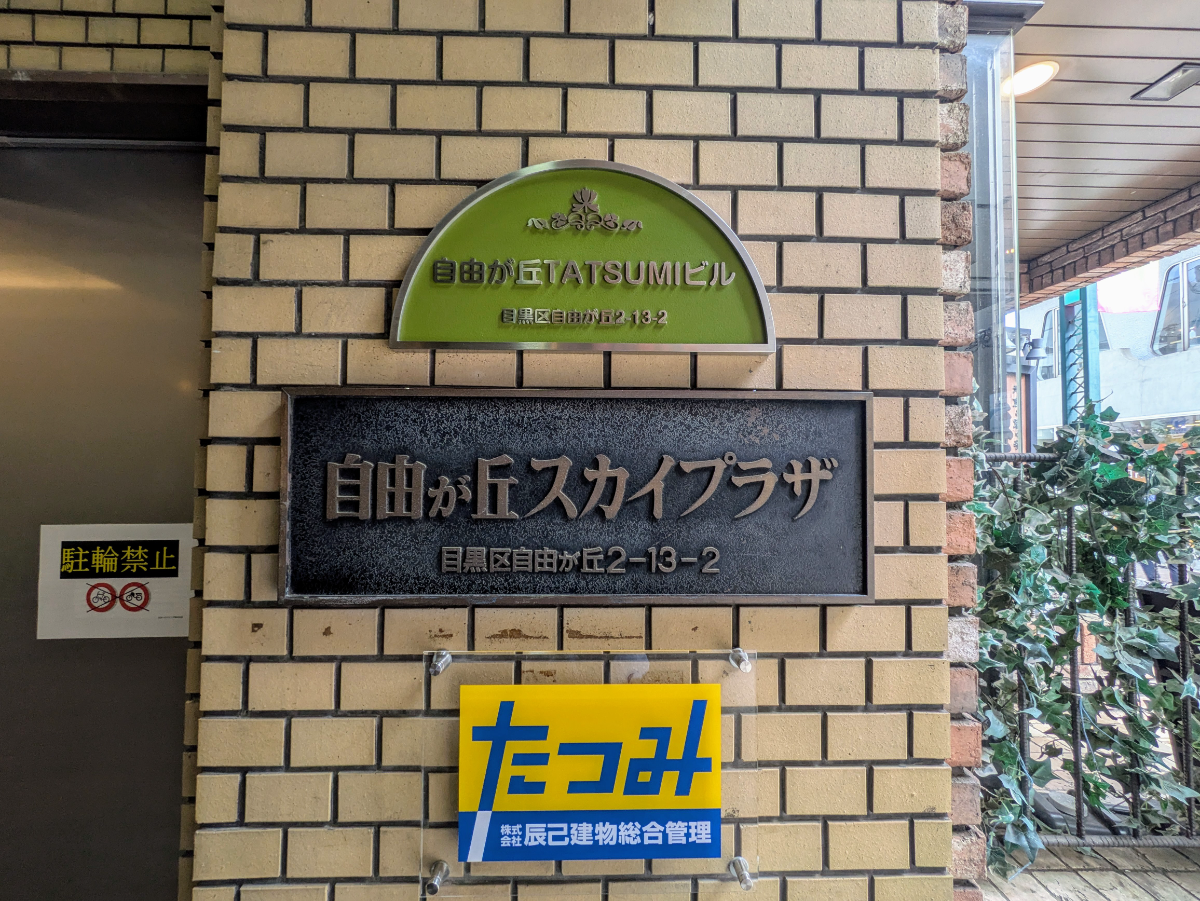 自由が丘TATSUMIビル
目黒区自由が丘2-13-2
自由が丘スカイプラザ
目黒区自由が丘2-13-2
駐輪禁止
たつみ
株式会社 辰己建物総合管理